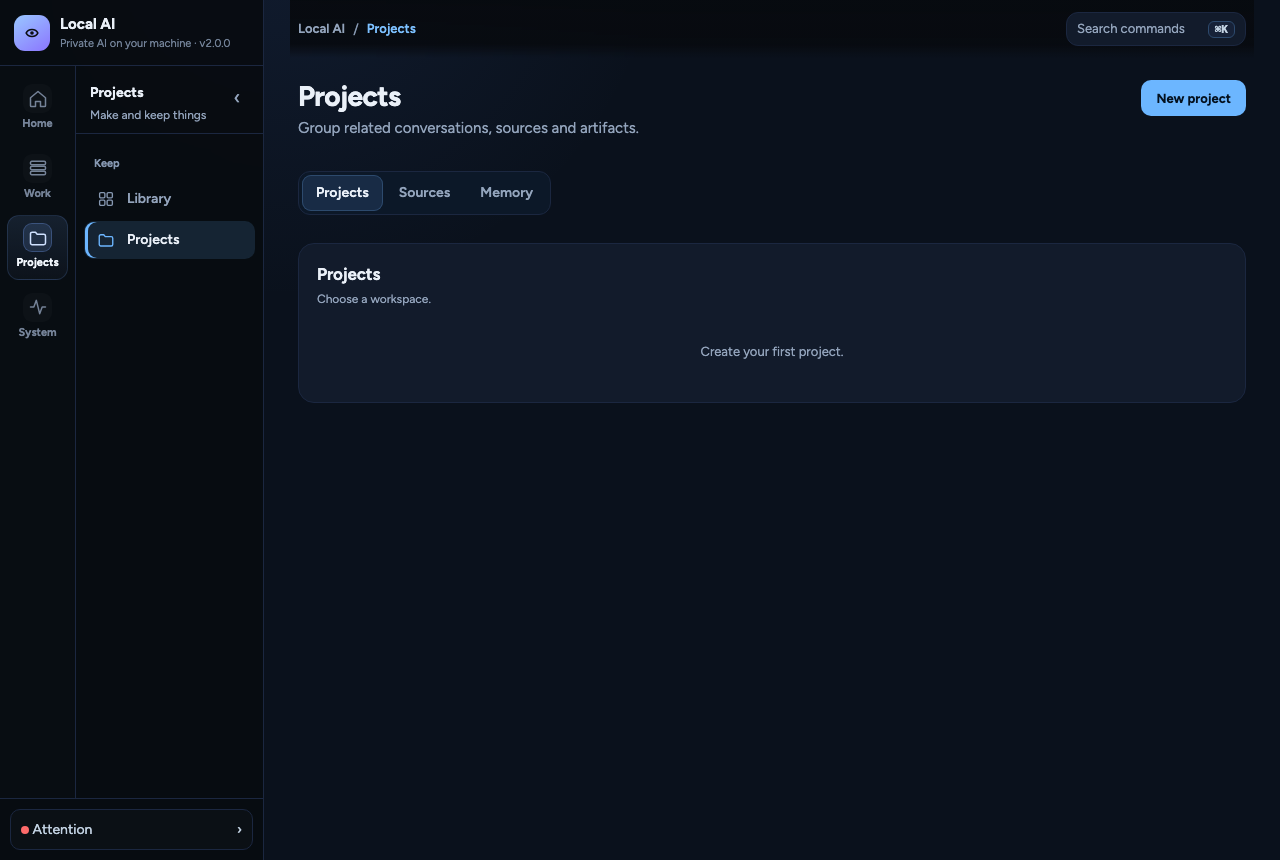 Local AI
Private AI on your machine · v2.0.0
Home
Work
Projects
System
Projects
Make and keep things
‹
Keep
Library
Projects
Attention ›
Local AI / Projects
Search commands ⌘K
Projects
Group related conversations, sources and artifacts.
New project
Projects Sources Memory
Projects
Choose a workspace.
Create your first project.